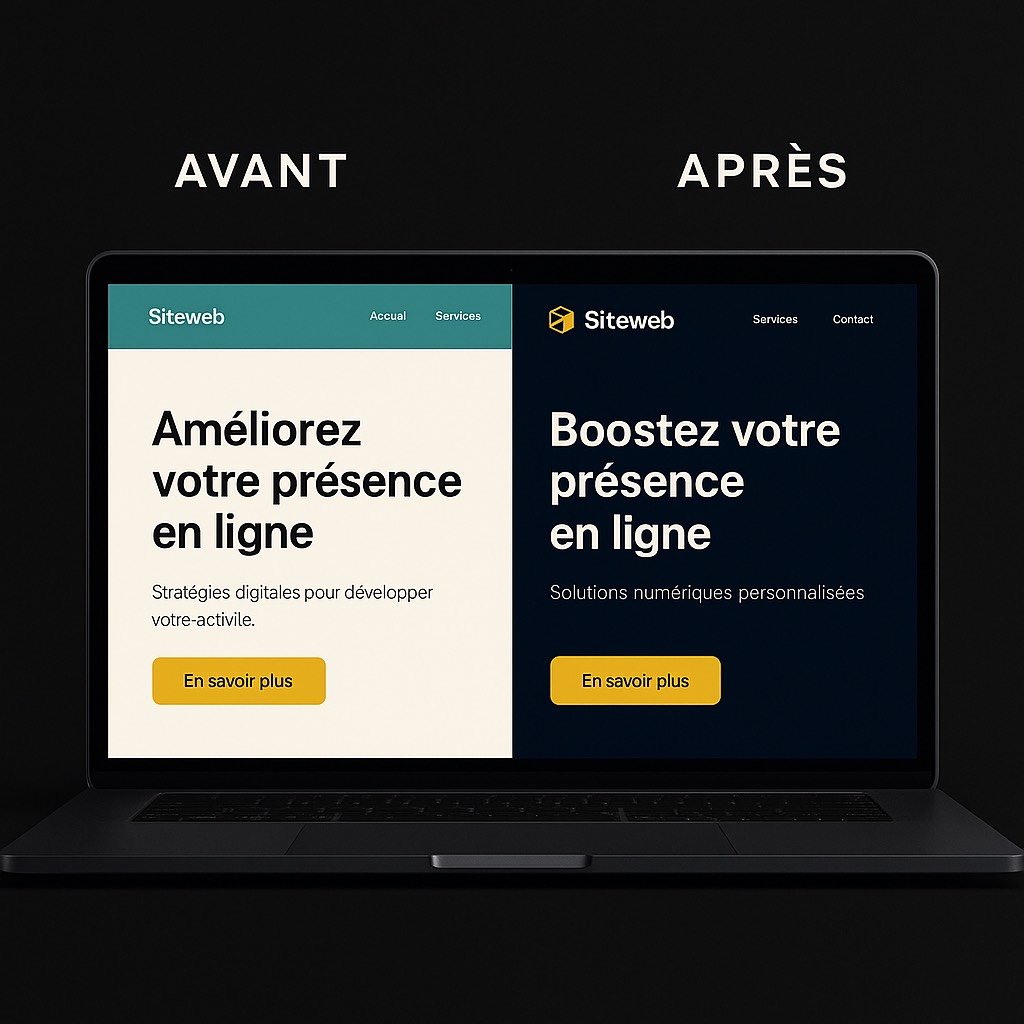 AVANT
APRÈS
Siteweb
Accual
Services
Améliorez
votre présence
en ligne
Stratégies digitales pour développer
votre-activile.
En savoir plus
Siteweb
Services
Contact
Boostez votre
présence
en ligne
Solutions numériques personnalisées
En savoir plus